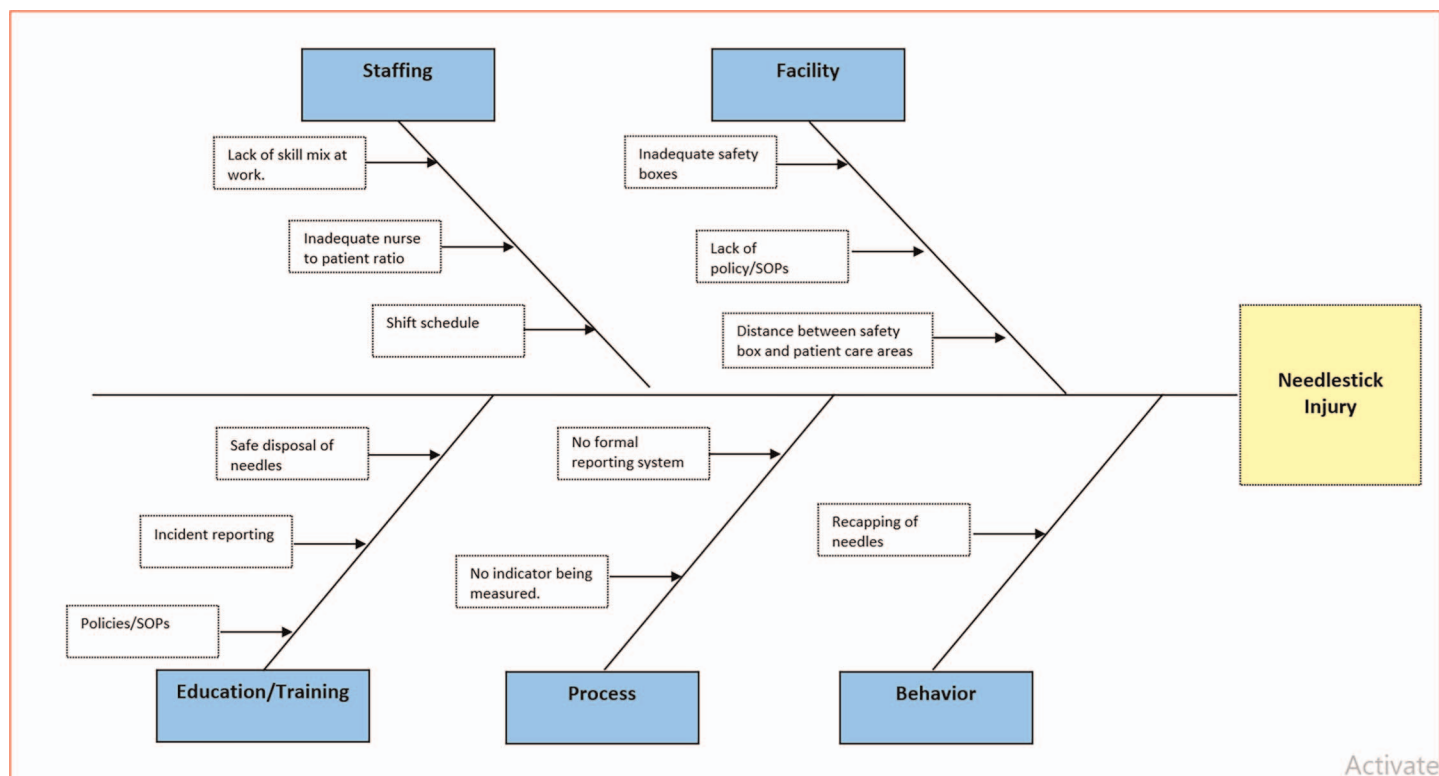 Staffing
Facility
Lack of skill mix at
work.
Inadequate safety
boxes
Inadequate nurse
to patient ratio
Lack of
policy/SOPs
Shift schedule
Distance between safety
box and patient care areas
Needlestick
Injury
Safe disposal of
needles
No formal
reporting system
Incident reporting
Recapping of
needles
No indicator being
measured.
Policies/SOPs
Education/Training
Process
Behavior
Activate